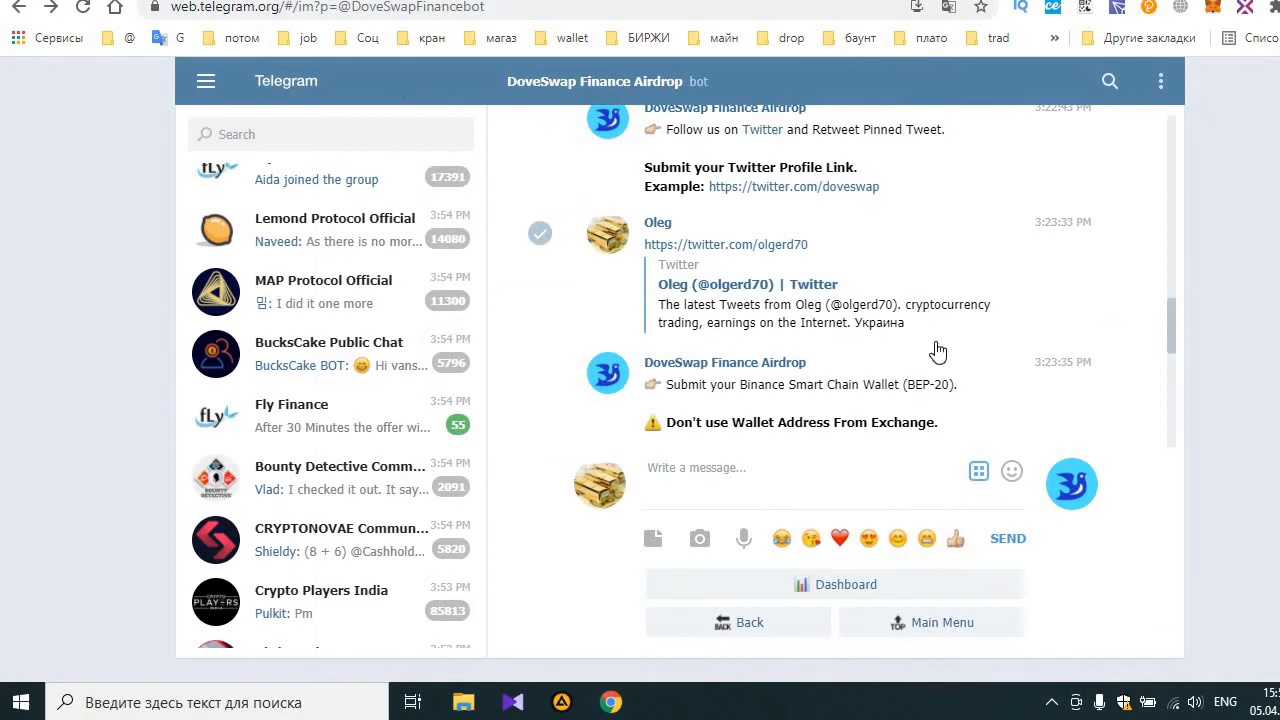 web.telegram.org/#/im?p=@DoveSwapFinancebot
Сервисы @ G потом job Соц кран магаз wallet БИРЖИ майн drop баунт плато trad » Другие закладки Списо
Telegram
DoveSwap Finance Airdrop bot
Search
Aida joined the group
17391
Lemond Protocol Official 3:54 PM
Naveed: As there is no mor... 14080
MAP Protocol Official 3:54 PM
밈: I did it one more 11300
BucksCake Public Chat 3:54 PM
BucksCake BOT: 😊 Hi vans... 5796
Fly Finance 3:54 PM
After 30 Minutes the offer wi... 55
Bounty Detective Comm... 3:54 PM
Vlad: I checked it out. It say... 2091
CRYPTONOVAE Commun... 3:54 PM
Shieldy: (8 + 6) @Cashhold... 5820
Crypto Players India 3:53 PM
Pulkit: Pm 85813
DoveSwap Finance Airdrop 3:22:43 PM
👉 Follow us on Twitter and Retweet Pinned Tweet.
Submit your Twitter Profile Link.
Example: https://twitter.com/doveswap
Oleg 3:23:33 PM
https://twitter.com/olgerd70
Twitter
Oleg (@olgerd70) | Twitter
The latest Tweets from Oleg (@olgerd70). cryptocurrency
trading, earnings on the Internet. Украина
DoveSwap Finance Airdrop 3:23:35 PM
👉 Submit your Binance Smart Chain Wallet (BEP-20).
⚠️ Don't use Wallet Address From Exchange.
Write a message...
SEND
📊 Dashboard
BACK Back
TOP Main Menu
Введите здесь текст для поиска
ENG
15:5
05.04.